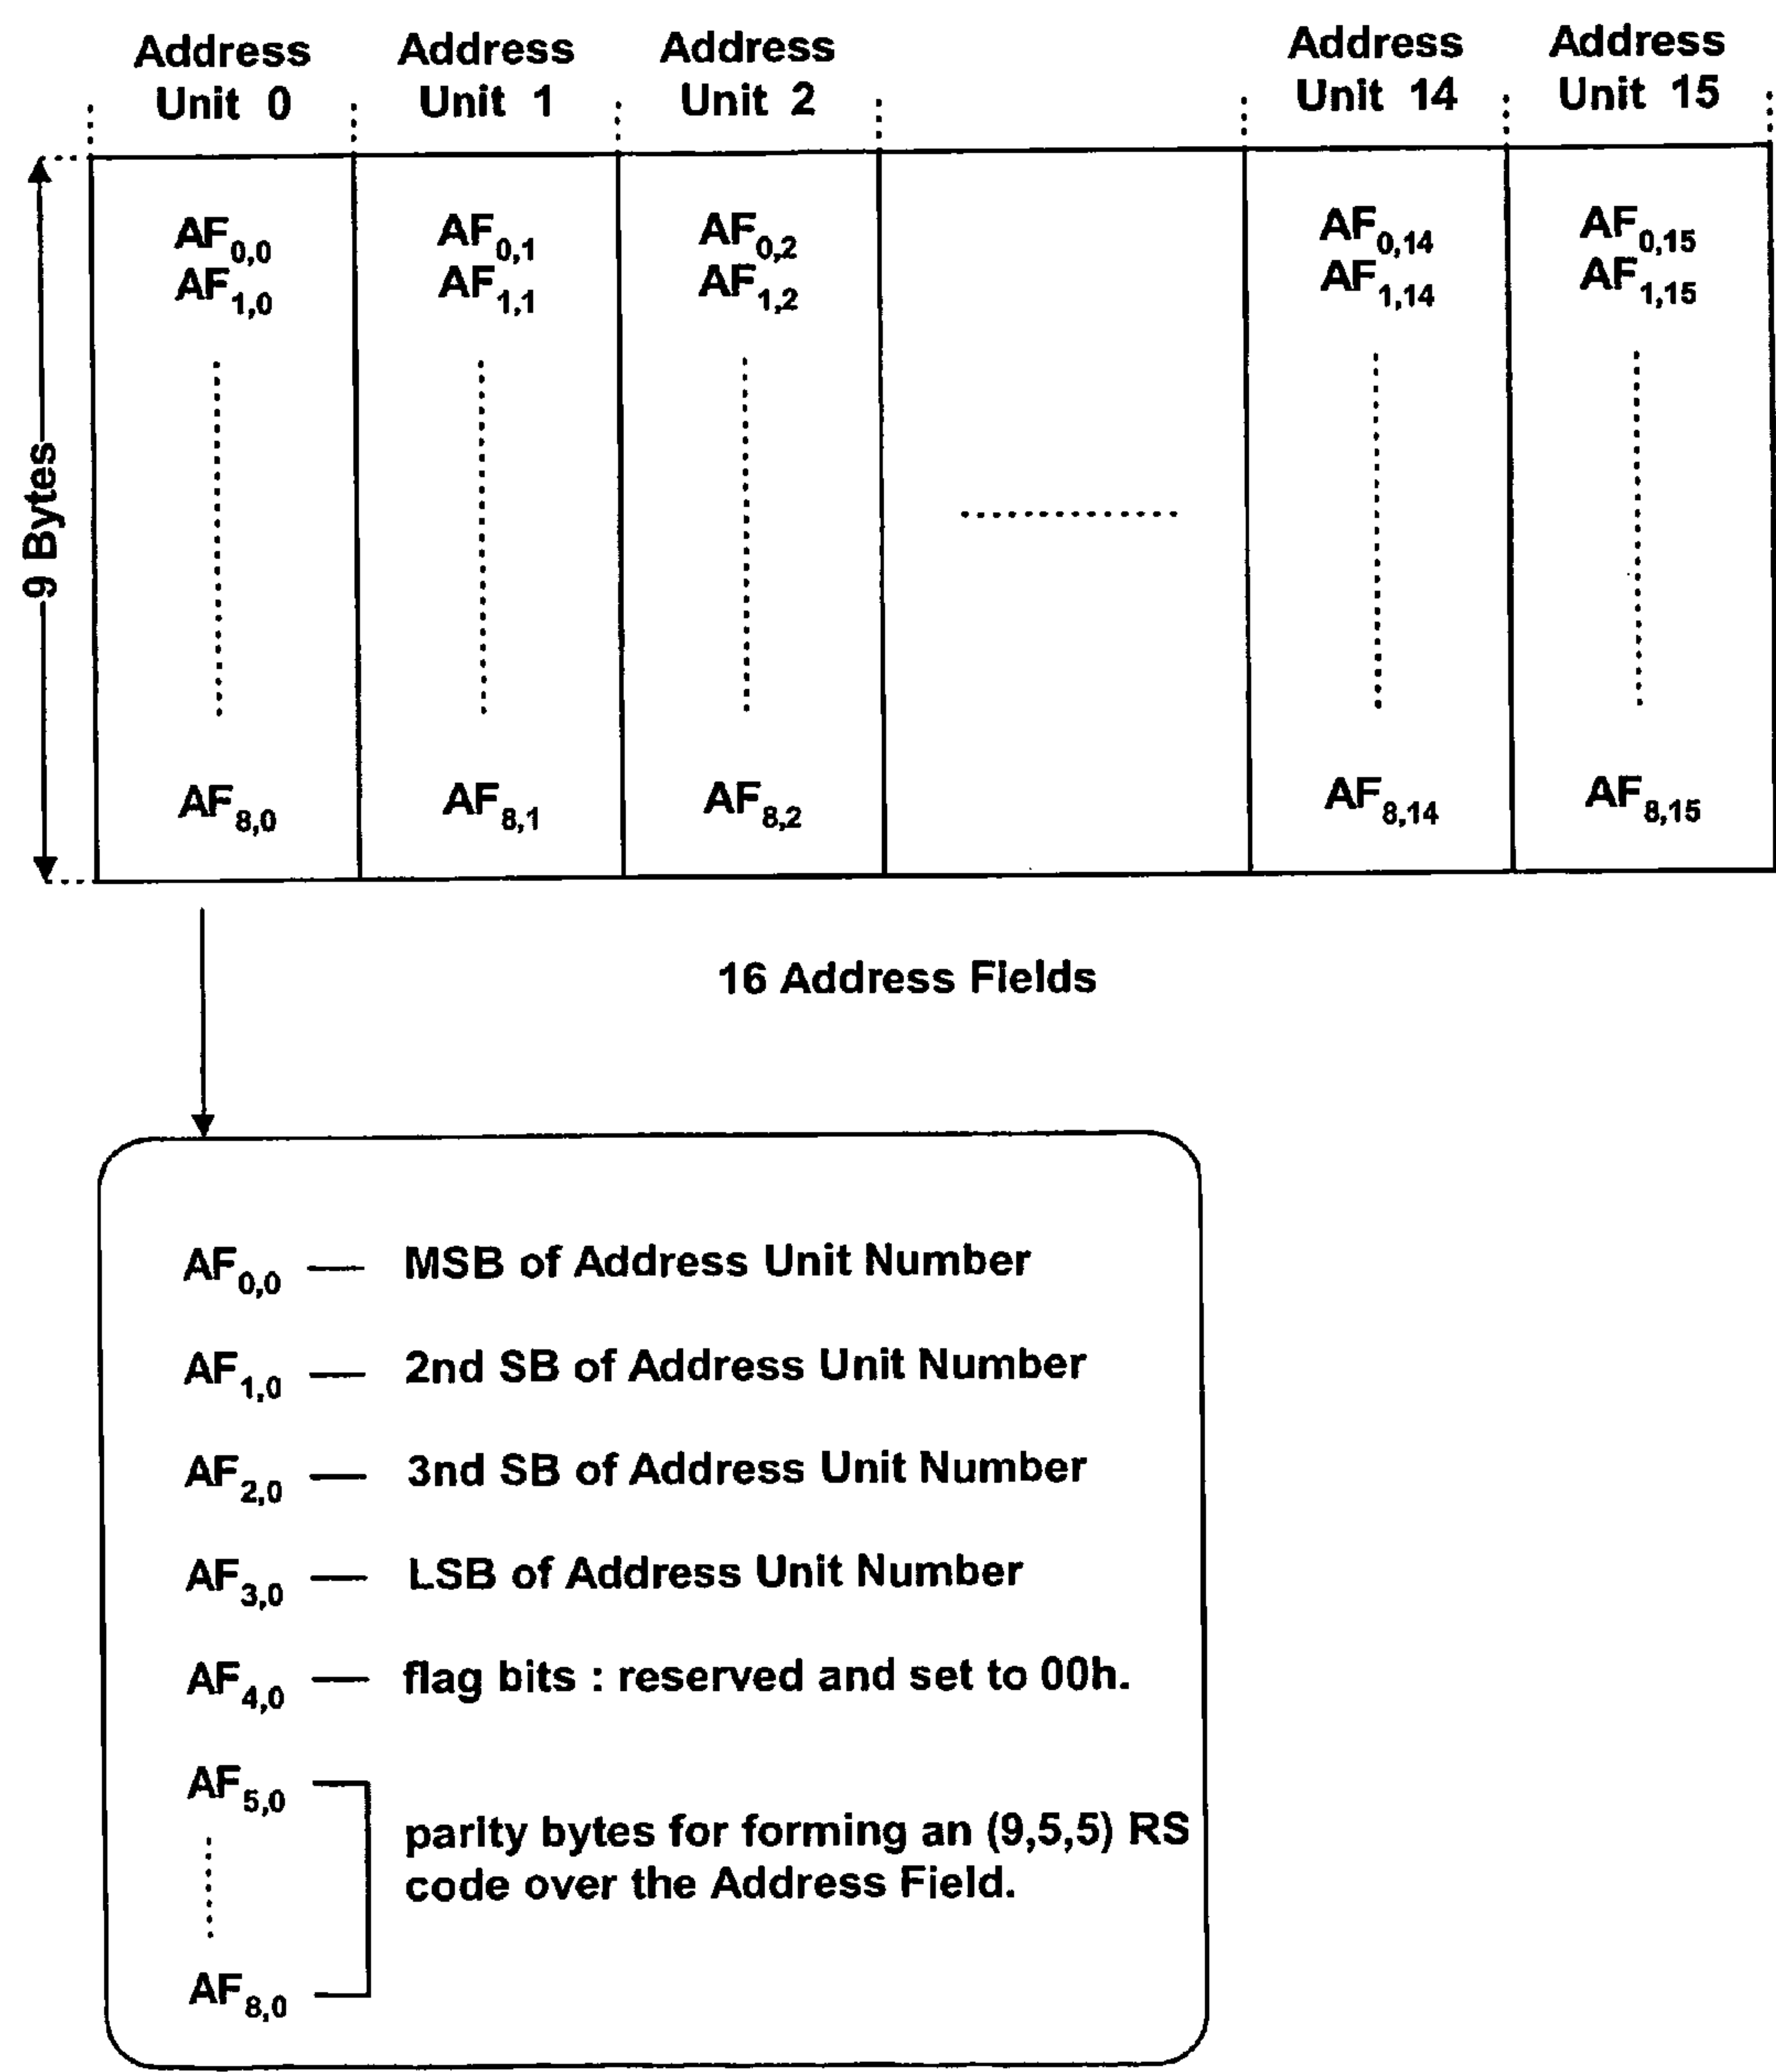 Address Address Address Address Address
Unit 0 Unit 1 Unit 2 Unit 14 Unit 15
9 Bytes
AF0,0 AF0,1 AF0,2 AF0,14 AF0,15
AF1,0 AF1,1 AF1,2 AF1,14 AF1,15
AF8,0 AF8,1 AF8,2 AF8,14 AF8,15
16 Address Fields
AF0,0 — MSB of Address Unit Number
AF1,0 — 2nd SB of Address Unit Number
AF2,0 — 3nd SB of Address Unit Number
AF3,0 — LSB of Address Unit Number
AF4,0 — flag bits : reserved and set to 00h.
AF5,0
parity bytes for forming an (9,5,5) RS
code over the Address Field.
AF8,0